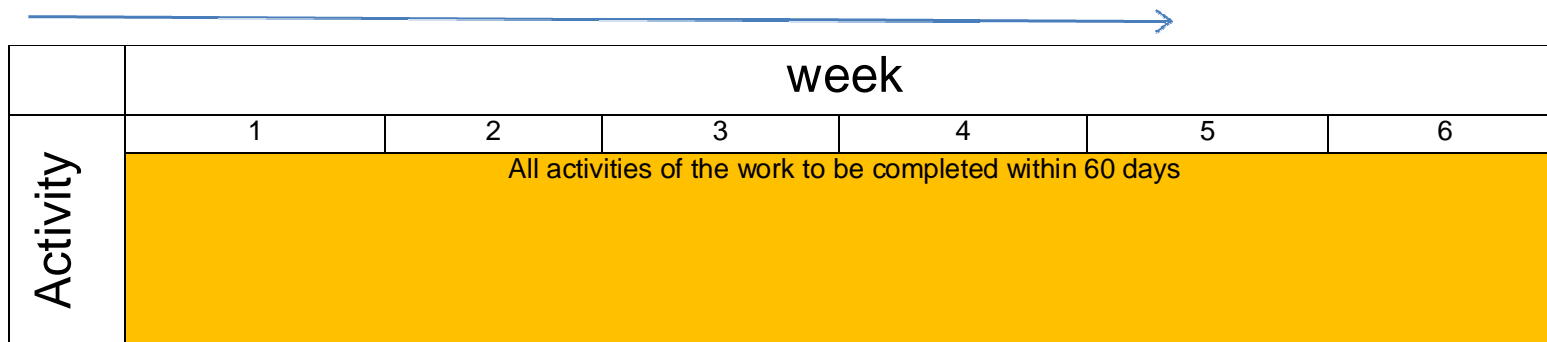 week
1 2 3 4 5 6
Activity
All activities of the work to be completed within 60 days